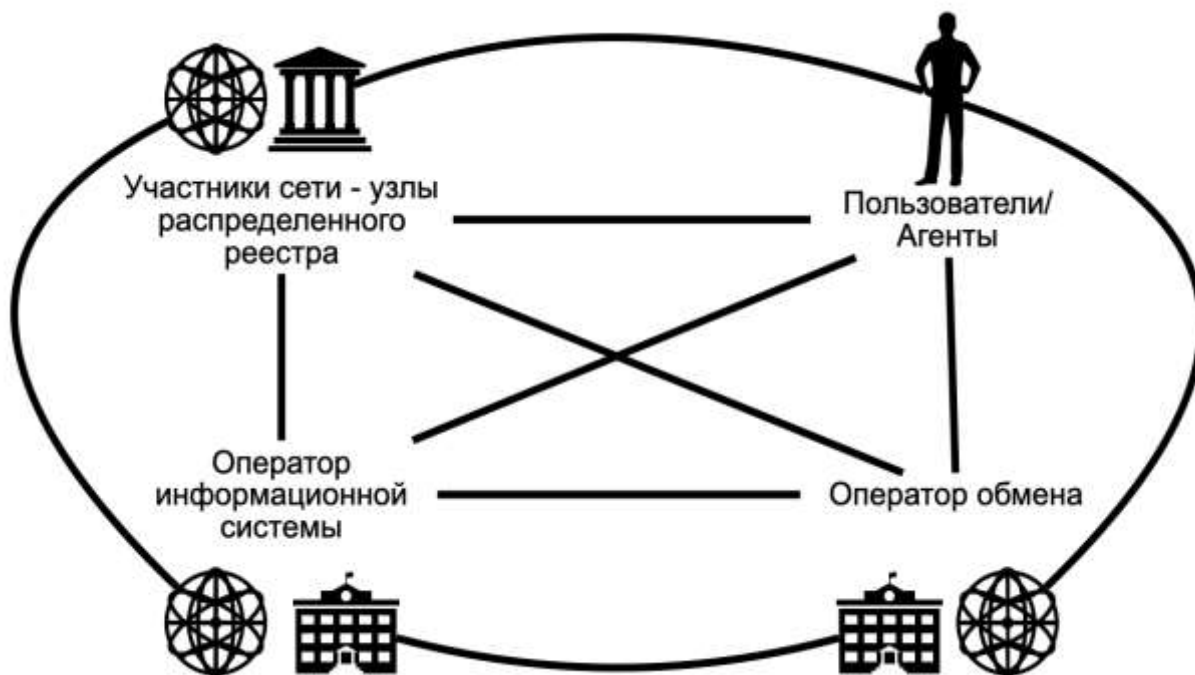 Участники сети - узлы
распределенного
реестра
Пользователи/
Агенты
Оператор
информационной
системы
Оператор обмена